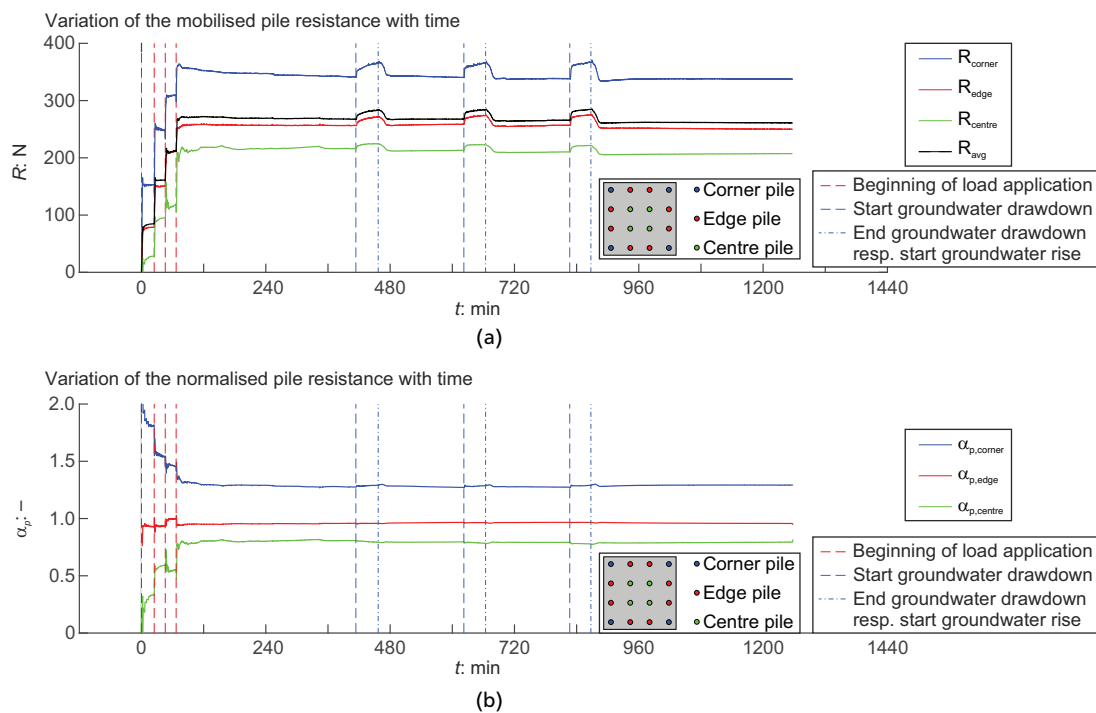 Variation of the mobilised pile resistance with time
400
300
200
100
0
R: N
0
240
480
720
960
1200
1440
t: min
R_corner
R_edge
R_centre
R_avg
Corner pile
Edge pile
Centre pile
Beginning of load application
Start groundwater drawdown
End groundwater drawdown
resp. start groundwater rise
(a)
Variation of the normalised pile resistance with time
2.0
1.5
1.0
0.5
0
α_p: –
0
240
480
720
960
1200
1440
t: min
α_p,corner
α_p,edge
α_p,centre
Corner pile
Edge pile
Centre pile
Beginning of load application
Start groundwater drawdown
End groundwater drawdown
resp. start groundwater rise
(b)